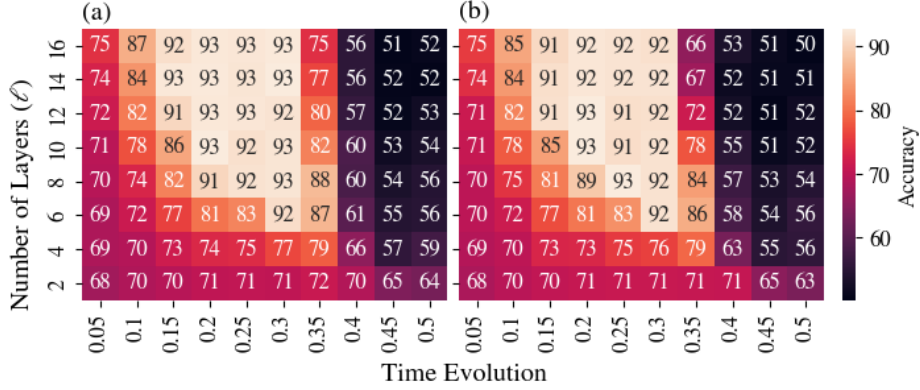 (a) (b)
16 75 87 92 93 93 93 75 56 51 52 75 85 91 92 92 92 66 53 51 50 90
14 74 84 93 93 93 93 77 56 52 52 74 84 91 92 92 92 67 52 51 51
12 72 82 91 93 93 93 80 57 52 53 71 82 91 93 91 92 72 52 51 52 80
10 71 78 86 93 92 93 82 60 53 54 71 78 85 93 91 92 78 55 51 52
8 70 74 82 91 92 93 88 60 54 56 70 75 81 89 93 92 84 57 53 54 70
6 69 72 77 81 83 92 87 61 55 56 70 72 77 81 83 92 86 58 54 56
4 69 70 73 74 75 77 79 66 57 59 69 70 73 73 75 76 79 63 55 56 60
2 68 70 70 71 71 71 72 70 65 64 68 70 70 71 71 71 71 71 65 63
0.05 0.1 0.15 0.2 0.25 0.3 0.35 0.4 0.45 0.5 0.05 0.1 0.15 0.2 0.25 0.3 0.35 0.4 0.45 0.5
Number of Layers (ℓ)
Time Evolution
Accuracy